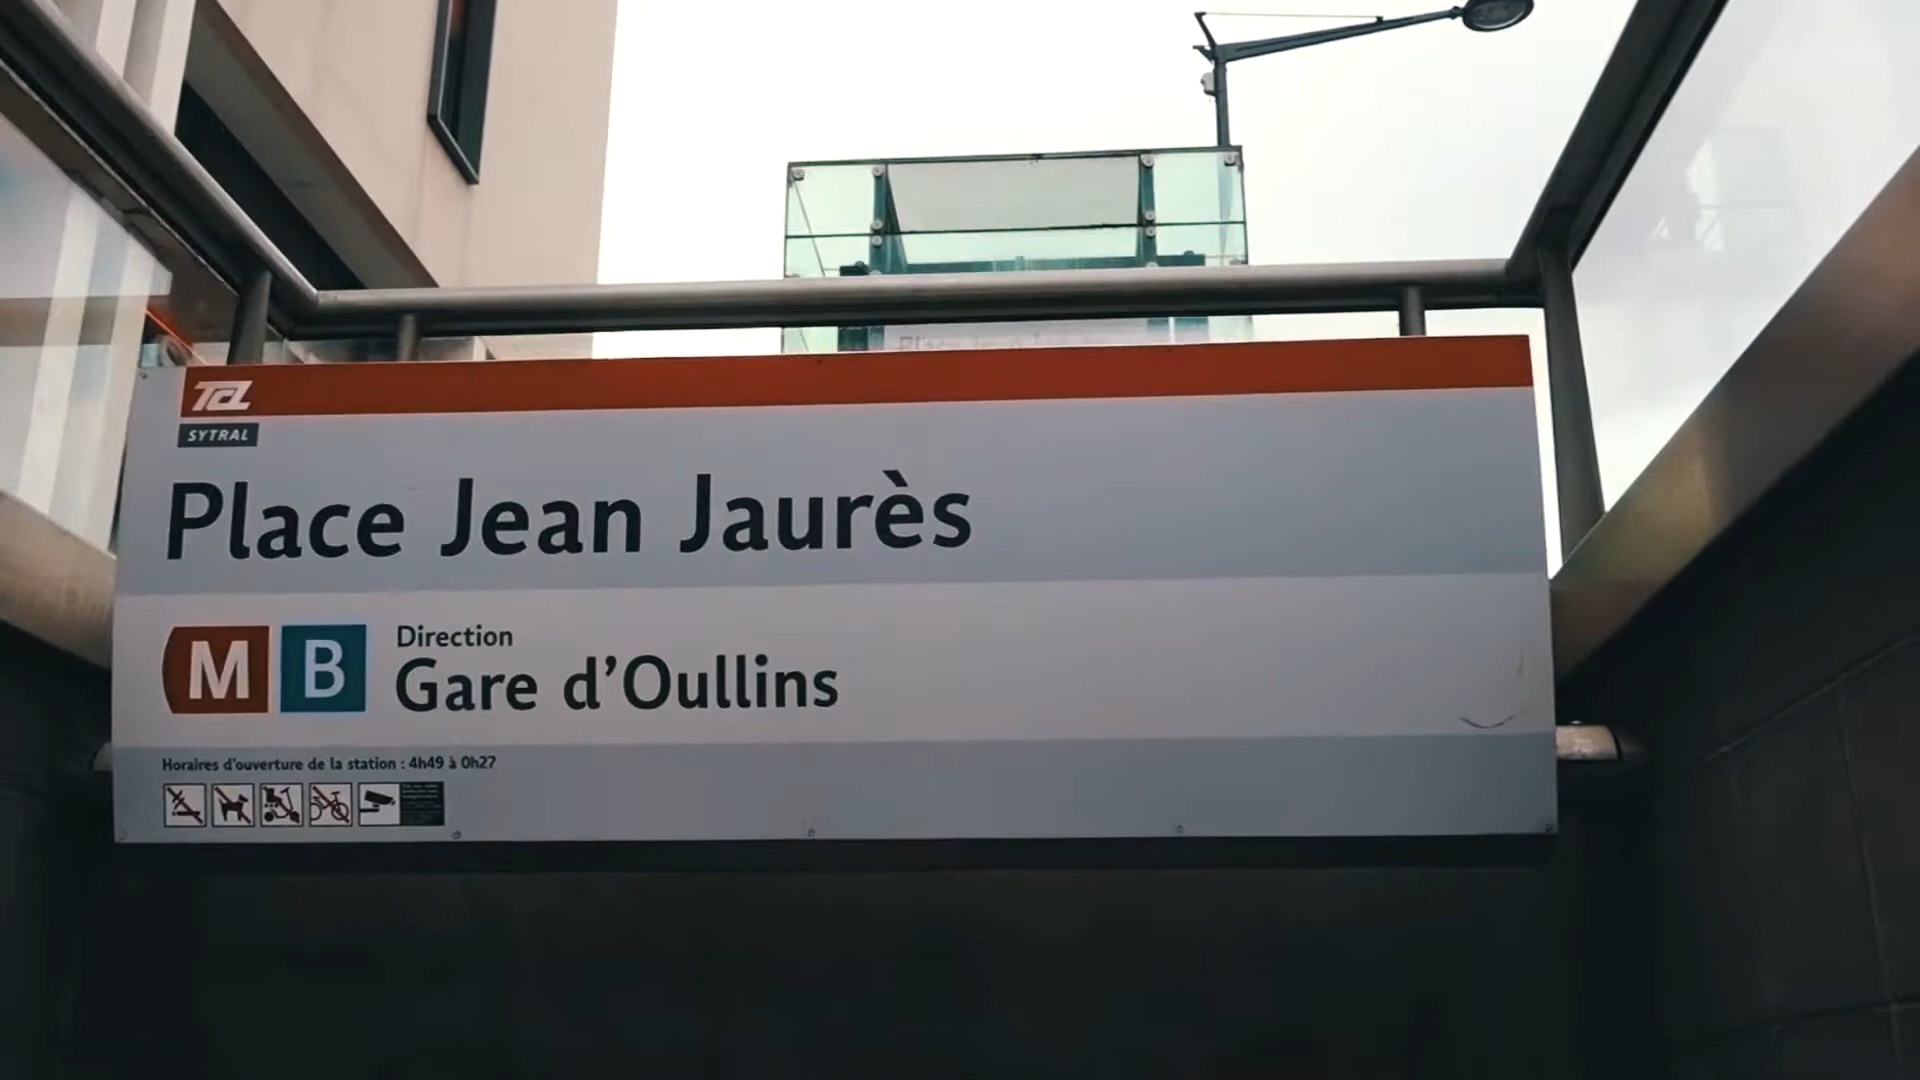 TCL
SYTRAL
Place Jean Jaurès
M B Direction
Gare d'Oullins
Horaires d'ouverture de la station : 4h49 à 0h27